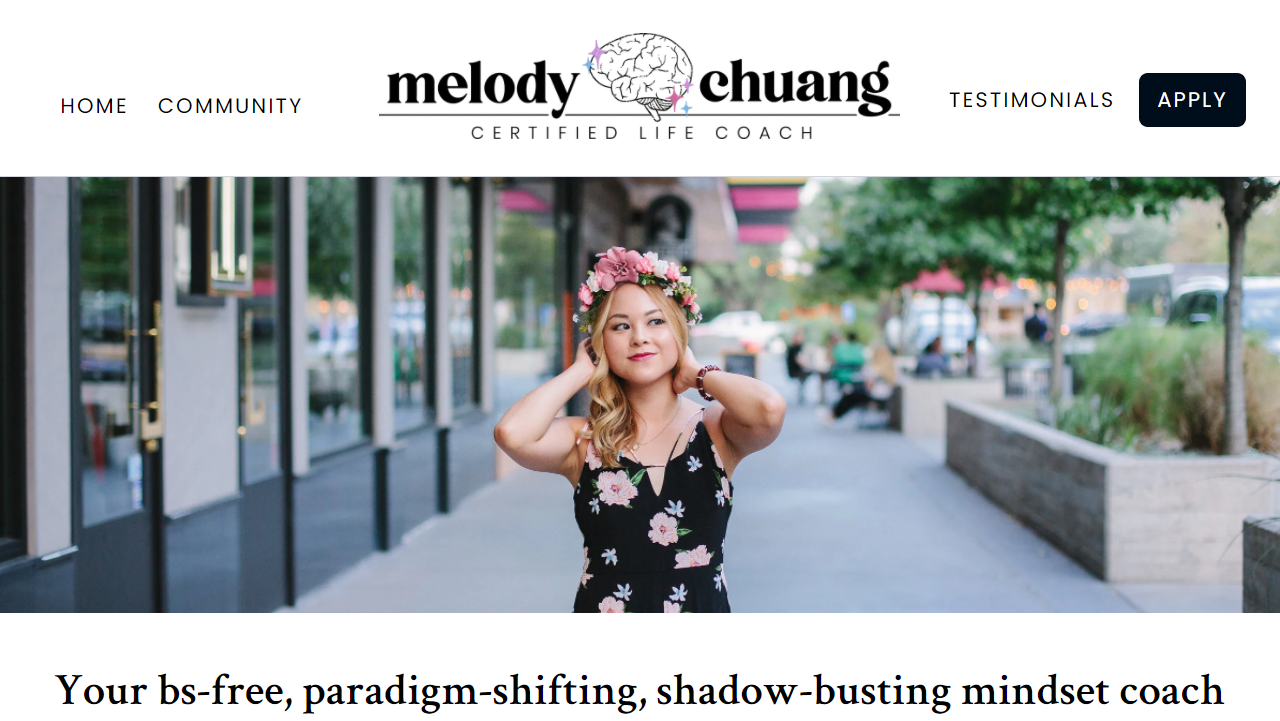 HOME
COMMUNITY
melody chuang
CERTIFIED LIFE COACH
TESTIMONIALS
APPLY
Your bs-free, paradigm-shifting, shadow-busting mindset coach